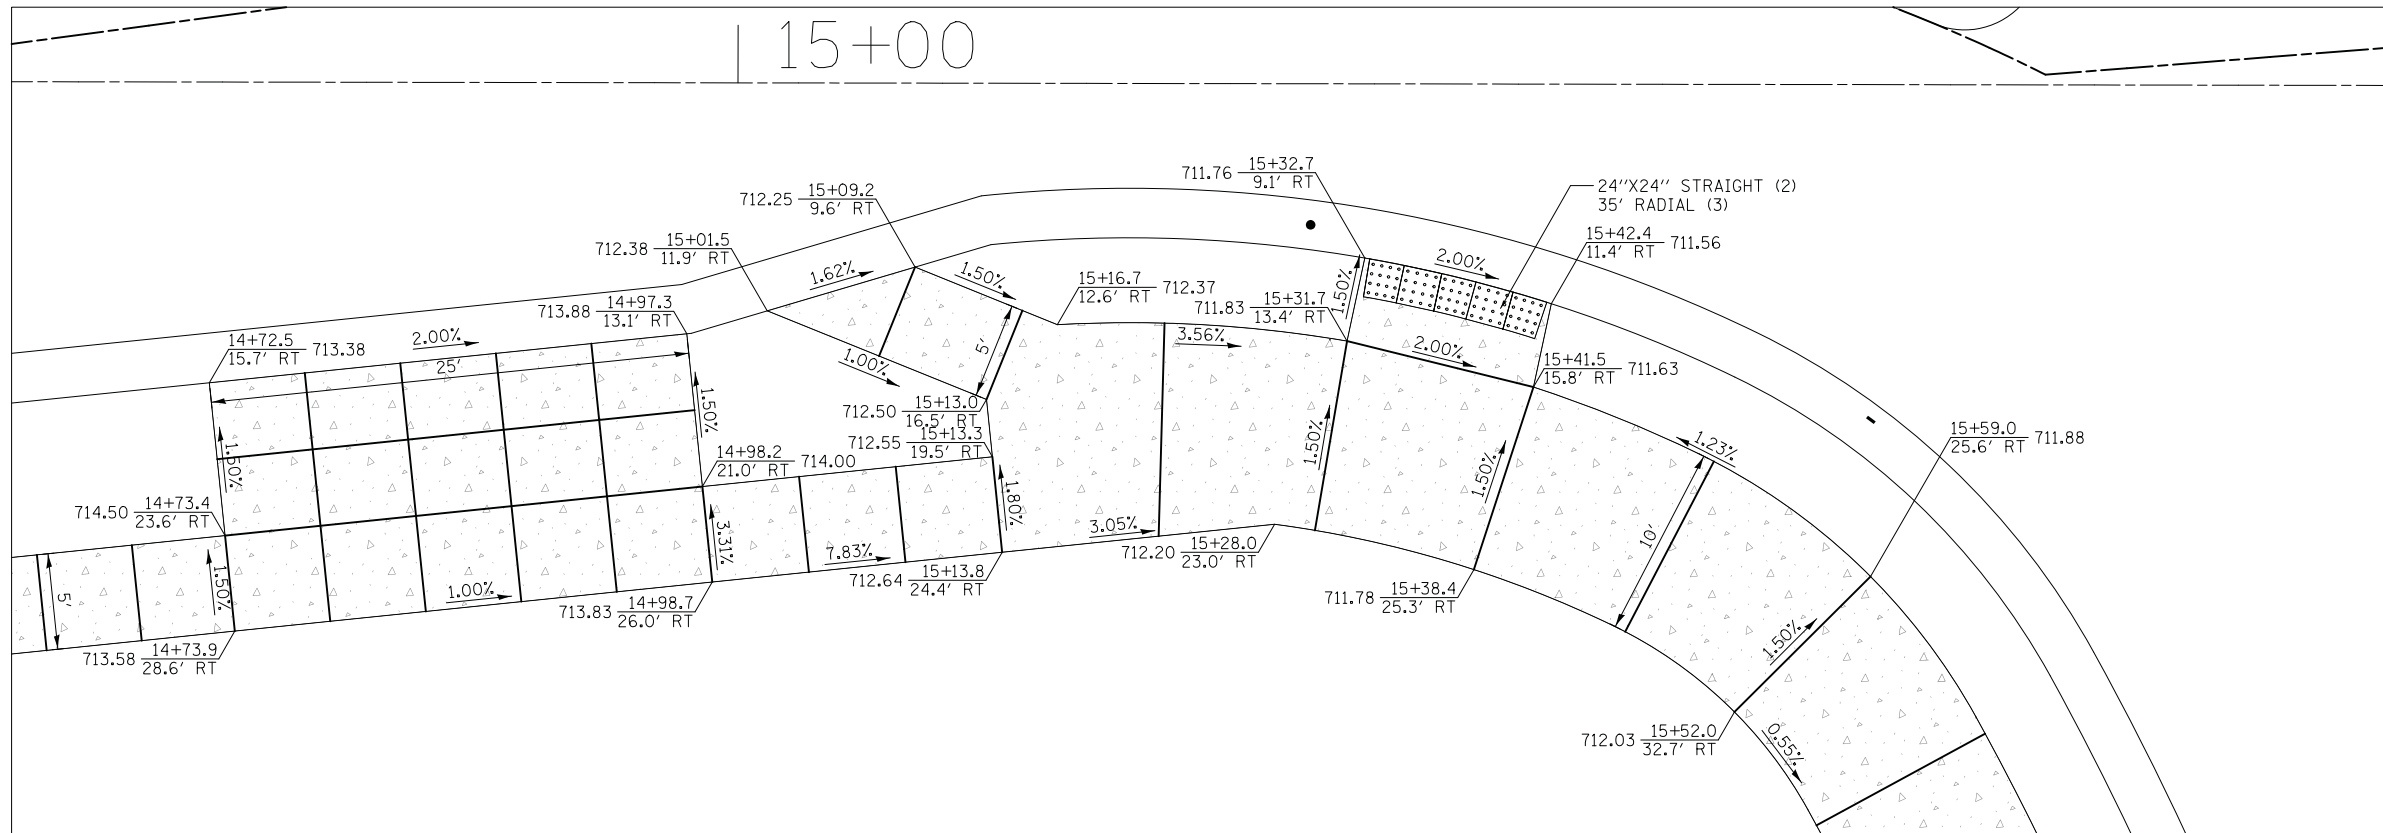 15+00
15+32.7
711.76
9.1' RT
24''X24'' STRAIGHT (2)
35' RADIAL (3)
15+09.2
712.25
9.6' RT
15+42.4
11.4' RT 711.56
2.00%
15+01.5
712.38
11.9' RT
1.62%
1.50%
15+16.7
12.6' RT 712.37
1.50%
15+31.7
711.83
13.4' RT
14+97.3
713.88
13.1' RT
14+72.5
15.7' RT 713.38
2.00%
25'
1.00%
5'
3.56%
2.00%
15+41.5
15.8' RT 711.63
1.50%
15+13.0
712.50
16.5' RT
15+13.3
712.55
19.5' RT
1.50%
1.50%
1.50%
1.23%
15+59.0
25.6' RT 711.88
14+98.2
21.0' RT 714.00
14+73.4
714.50
23.6' RT
1.80%
3.31%
7.83%
3.05%
15+28.0
712.20
23.0' RT
10'
5'
1.50%
1.00%
15+13.8
712.64
24.4' RT
14+98.7
713.83
26.0' RT
15+38.4
711.78
25.3' RT
1.50%
14+73.9
713.58
28.6' RT
15+52.0
712.03
32.7' RT
0.55%